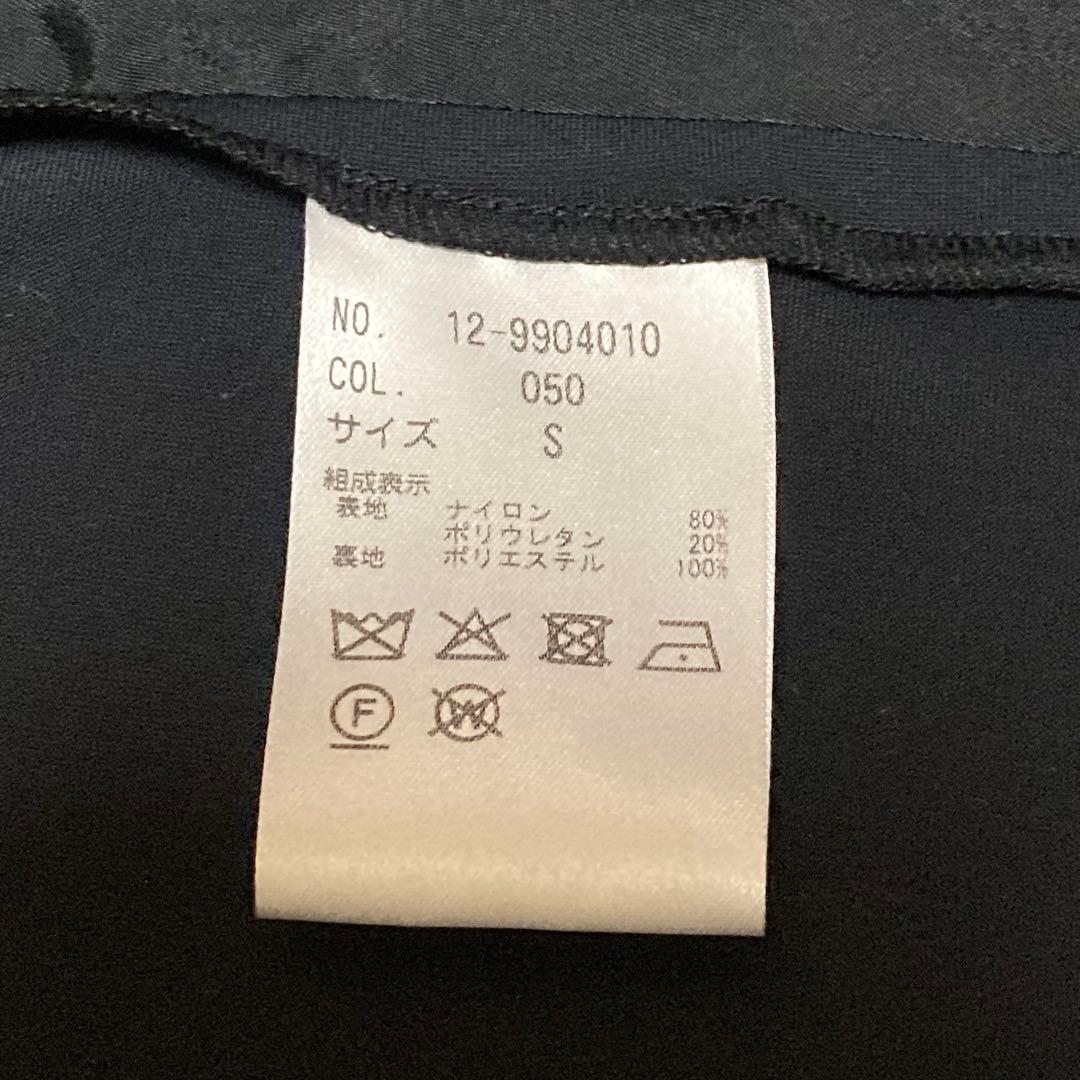 NO. 12-9904010
COL. 050
サイズ S
組成表示
表地 ナイロン 80%
ポリウレタン 20%
裏地 ポリエステル 100%
F W